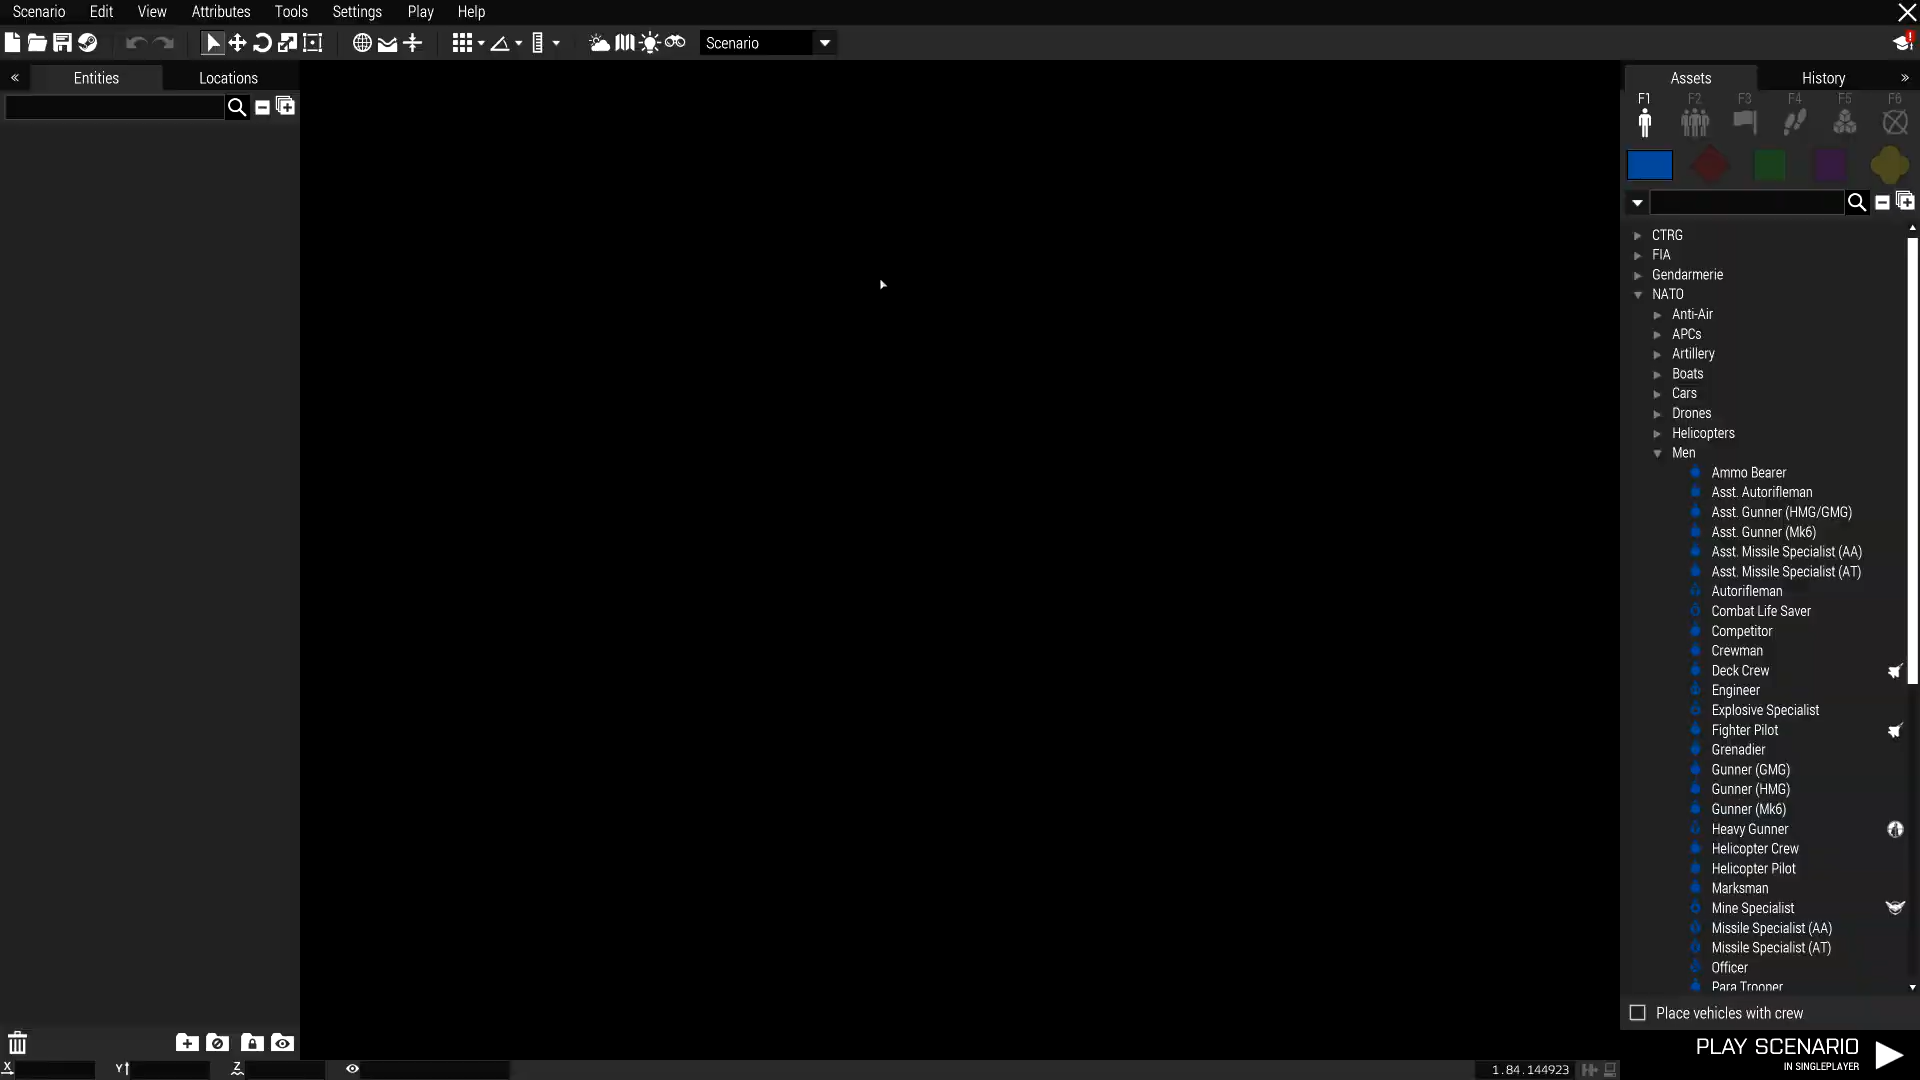 Scenario Edit View Attributes Tools Settings Play Help
Scenario
« Entities Locations
Assets History »
F1 F2 F3 F4 F5 F6
CTRG
FIA
Gendarmerie
NATO
Anti-Air
APCs
Artillery
Boats
Cars
Drones
Helicopters
Men
Ammo Bearer
Asst. Autorifleman
Asst. Gunner (HMG/GMG)
Asst. Gunner (Mk6)
Asst. Missile Specialist (AA)
Asst. Missile Specialist (AT)
Autorifleman
Combat Life Saver
Competitor
Crewman
Deck Crew
Engineer
Explosive Specialist
Fighter Pilot
Grenadier
Gunner (GMG)
Gunner (HMG)
Gunner (Mk6)
Heavy Gunner
Helicopter Crew
Helicopter Pilot
Marksman
Mine Specialist
Missile Specialist (AA)
Missile Specialist (AT)
Officer
Para Trooper
Place vehicles with crew
PLAY SCENARIO
IN SINGLEPLAYER
X Y Z 1.84.144923